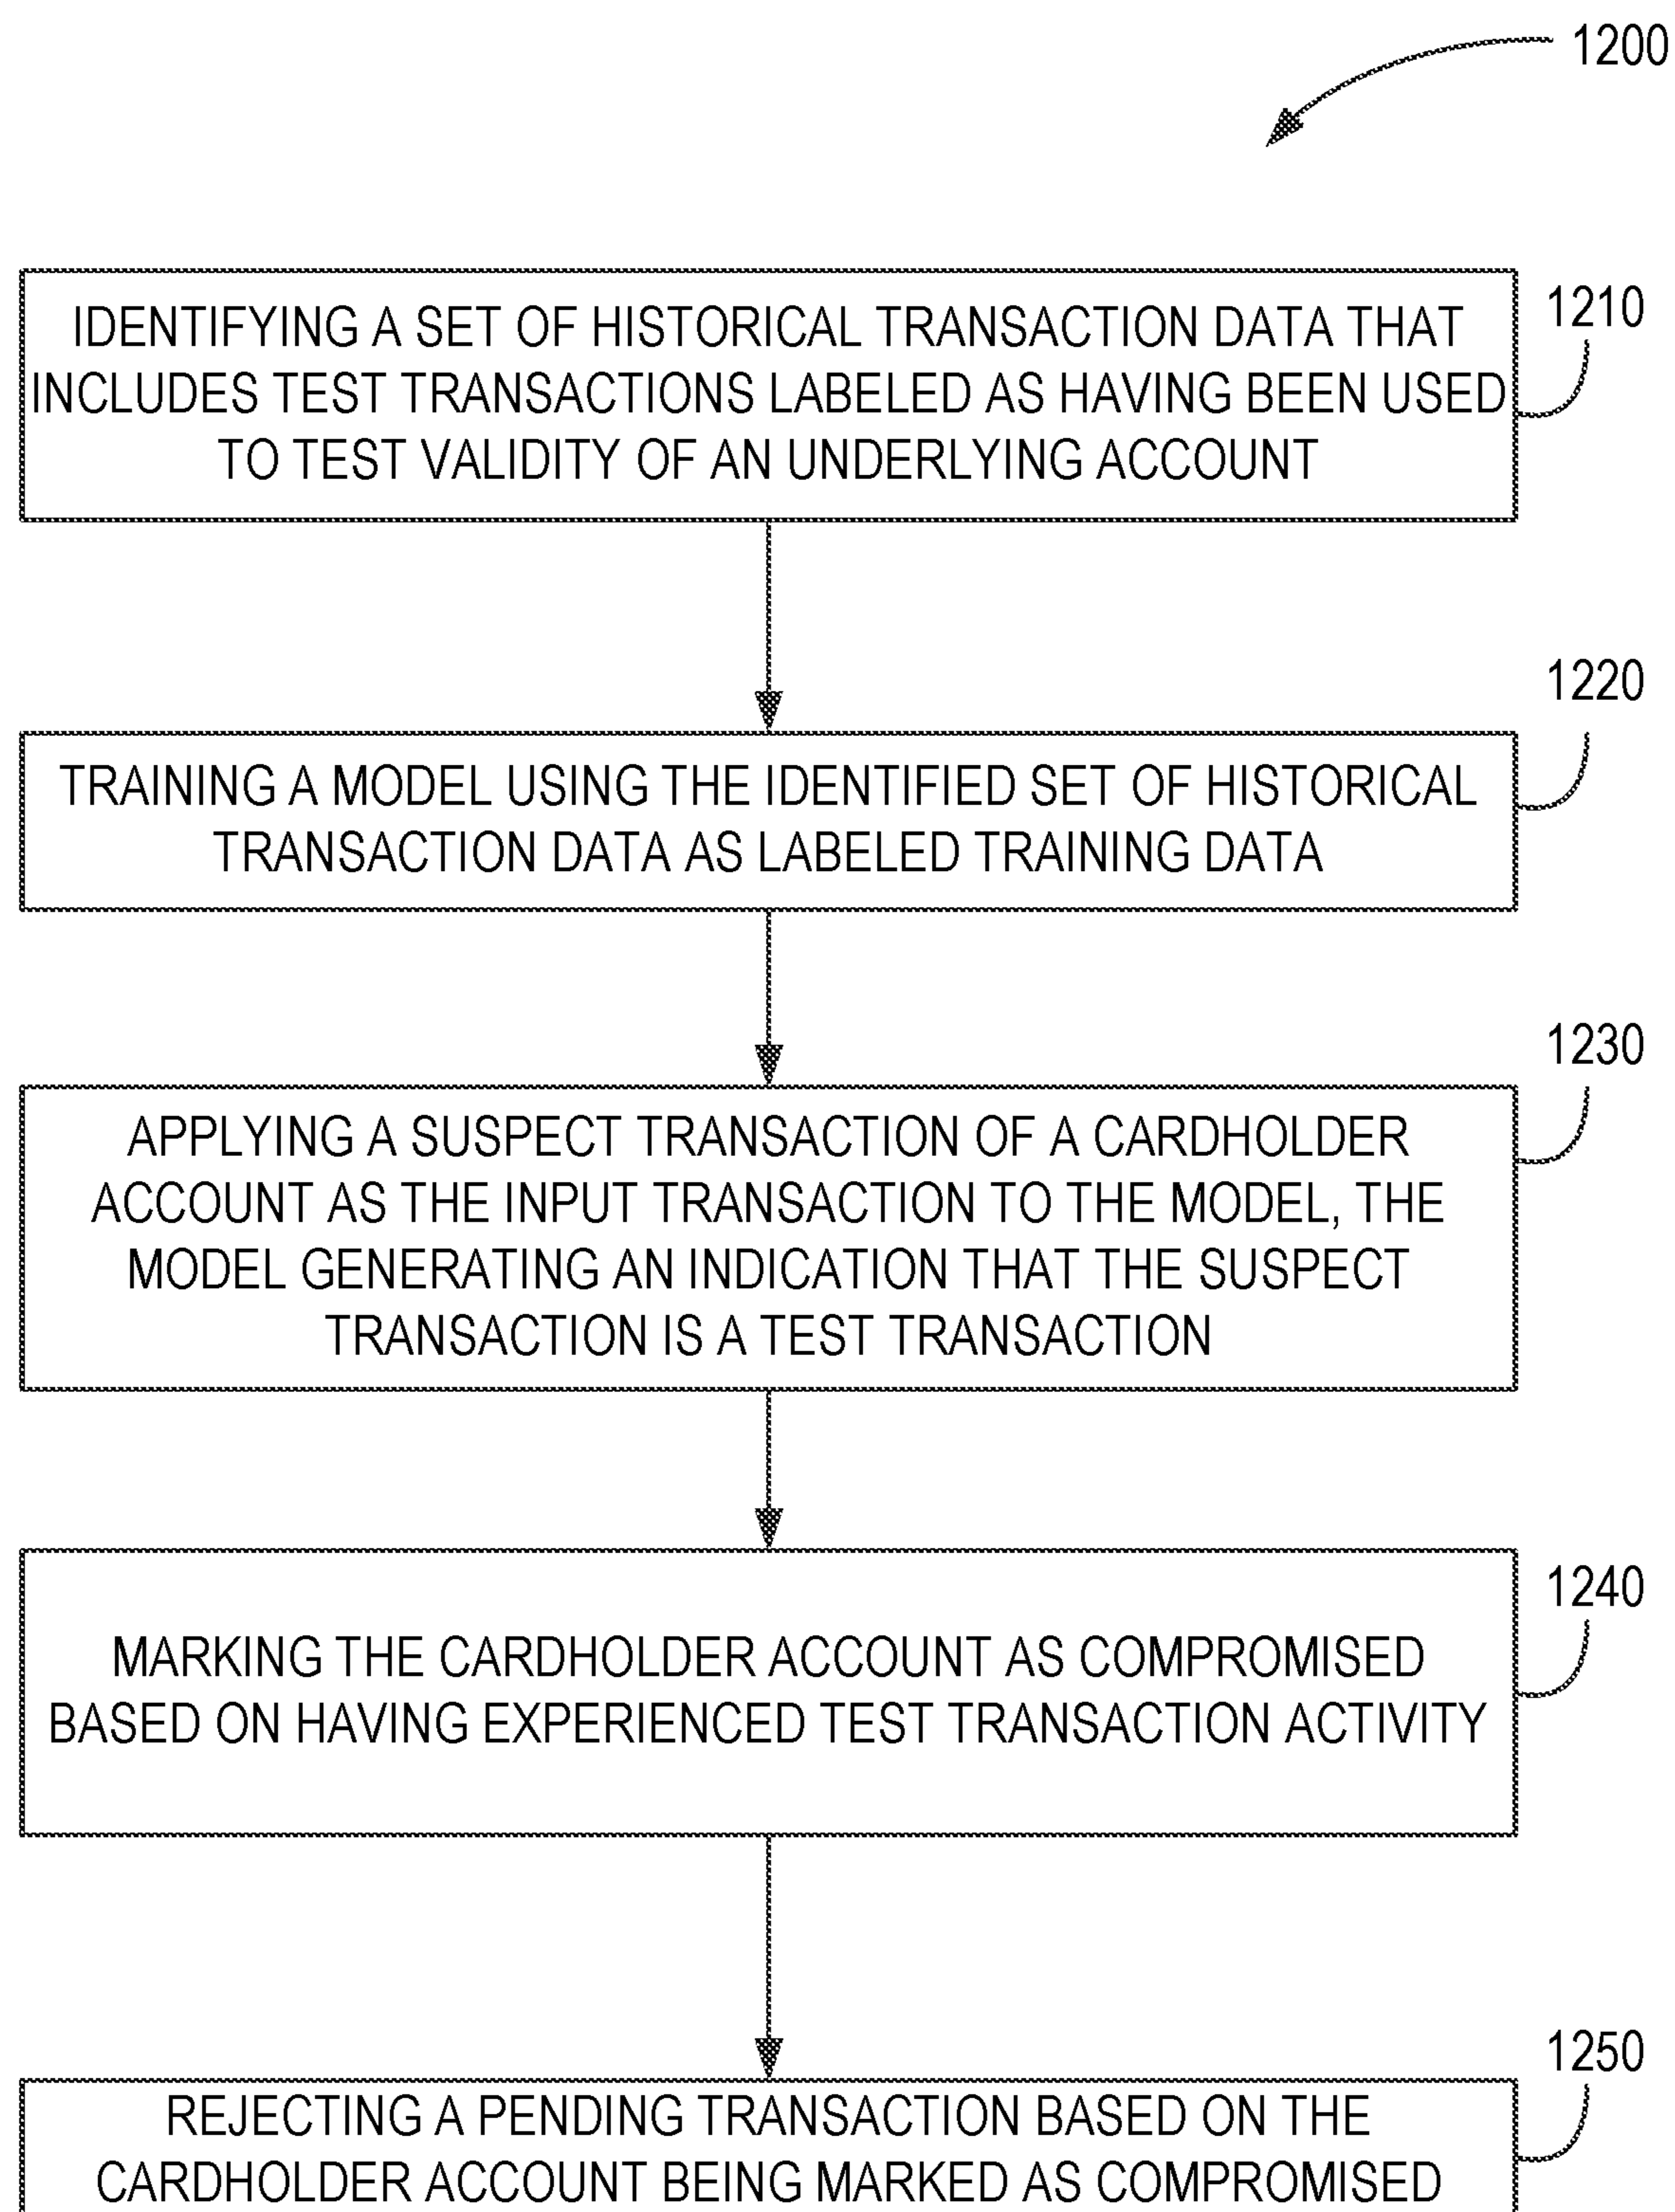 1200
IDENTIFYING A SET OF HISTORICAL TRANSACTION DATA THAT
INCLUDES TEST TRANSACTIONS LABELED AS HAVING BEEN USED
TO TEST VALIDITY OF AN UNDERLYING ACCOUNT
1210
TRAINING A MODEL USING THE IDENTIFIED SET OF HISTORICAL
TRANSACTION DATA AS LABELED TRAINING DATA
1220
APPLYING A SUSPECT TRANSACTION OF A CARDHOLDER
ACCOUNT AS THE INPUT TRANSACTION TO THE MODEL, THE
MODEL GENERATING AN INDICATION THAT THE SUSPECT
TRANSACTION IS A TEST TRANSACTION
1230
MARKING THE CARDHOLDER ACCOUNT AS COMPROMISED
BASED ON HAVING EXPERIENCED TEST TRANSACTION ACTIVITY
1240
REJECTING A PENDING TRANSACTION BASED ON THE
CARDHOLDER ACCOUNT BEING MARKED AS COMPROMISED
1250